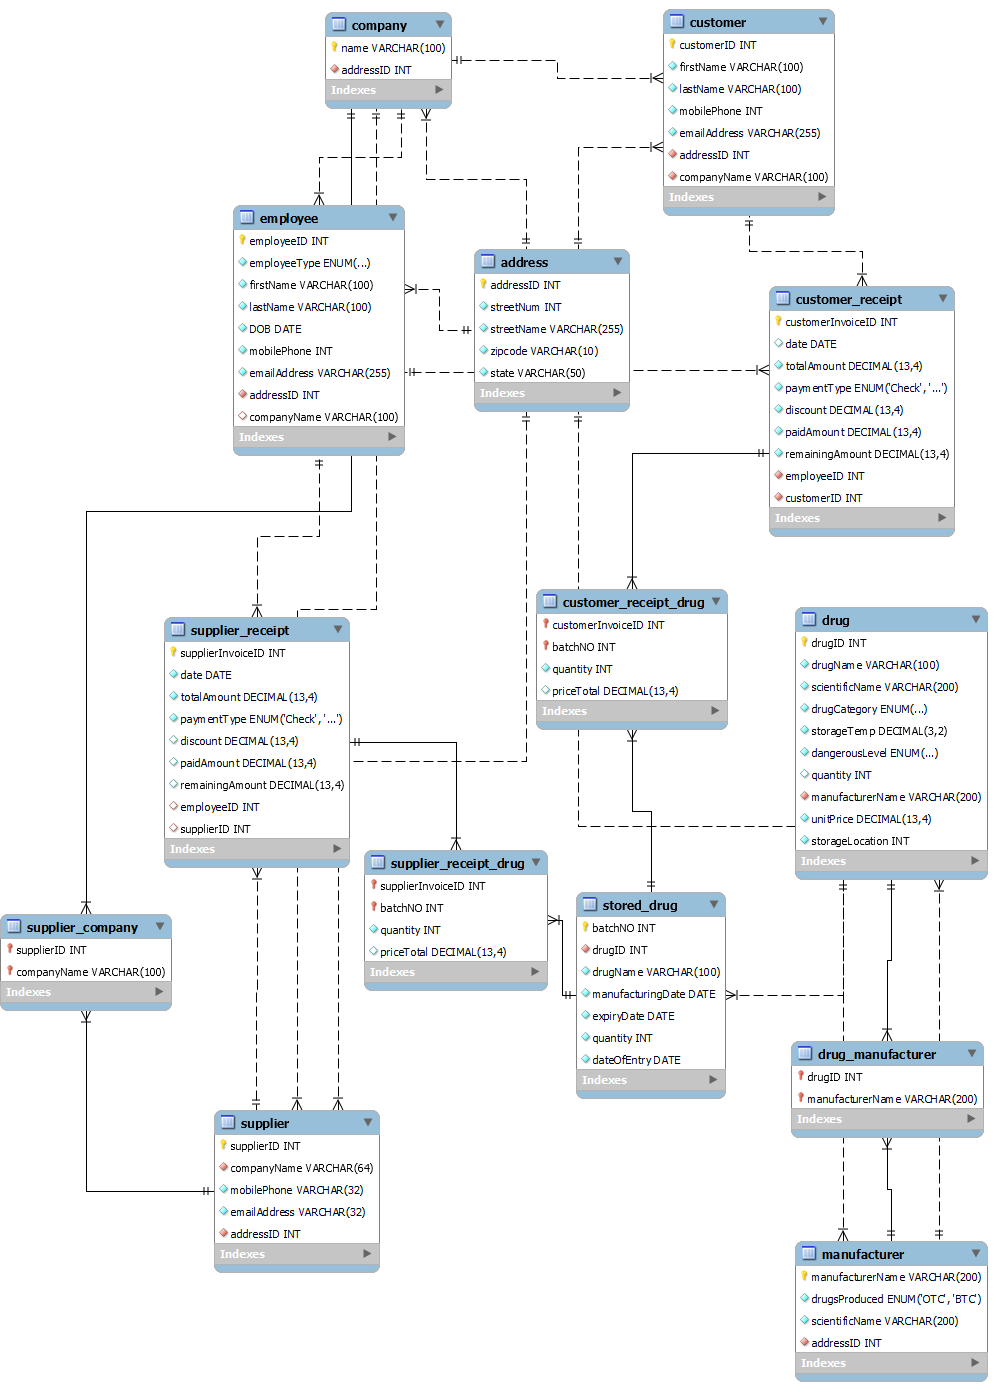 company
name VARCHAR(100)
addressID INT
Indexes
customer
customerID INT
firstName VARCHAR(100)
lastName VARCHAR(100)
mobilePhone INT
emailAddress VARCHAR(255)
addressID INT
companyName VARCHAR(100)
Indexes
employee
employeeID INT
employeeType ENUM(...)
firstName VARCHAR(100)
lastName VARCHAR(100)
DOB DATE
mobilePhone INT
emailAddress VARCHAR(255)
addressID INT
companyName VARCHAR(100)
Indexes
address
addressID INT
streetNum INT
streetName VARCHAR(255)
zipcode VARCHAR(10)
state VARCHAR(50)
Indexes
customer_receipt
customerInvoiceID INT
date DATE
totalAmount DECIMAL(13,4)
paymentType ENUM('Check', '...')
discount DECIMAL(13,4)
paidAmount DECIMAL(13,4)
remainingAmount DECIMAL(13,4)
employeeID INT
customerID INT
Indexes
customer_receipt_drug
customerInvoiceID INT
batchNO INT
quantity INT
priceTotal DECIMAL(13,4)
Indexes
drug
drugID INT
drugName VARCHAR(100)
scientificName VARCHAR(200)
drugCategory ENUM(...)
storageTemp DECIMAL(3,2)
dangerousLevel ENUM(...)
quantity INT
manufacturerName VARCHAR(200)
unitPrice DECIMAL(13,4)
storageLocation INT
Indexes
supplier_receipt
supplierInvoiceID INT
date DATE
totalAmount DECIMAL(13,4)
paymentType ENUM('Check', '...')
discount DECIMAL(13,4)
paidAmount DECIMAL(13,4)
remainingAmount DECIMAL(13,4)
employeeID INT
supplierID INT
Indexes
supplier_receipt_drug
supplierInvoiceID INT
batchNO INT
quantity INT
priceTotal DECIMAL(13,4)
Indexes
stored_drug
batchNO INT
drugID INT
drugName VARCHAR(100)
manufacturingDate DATE
expiryDate DATE
quantity INT
dateOfEntry DATE
Indexes
supplier_company
supplierID INT
companyName VARCHAR(100)
Indexes
drug_manufacturer
drugID INT
manufacturerName VARCHAR(200)
Indexes
supplier
supplierID INT
companyName VARCHAR(64)
mobilePhone VARCHAR(32)
emailAddress VARCHAR(32)
addressID INT
Indexes
manufacturer
manufacturerName VARCHAR(200)
drugsProduced ENUM('OTC', 'BTC')
scientificName VARCHAR(200)
addressID INT
Indexes